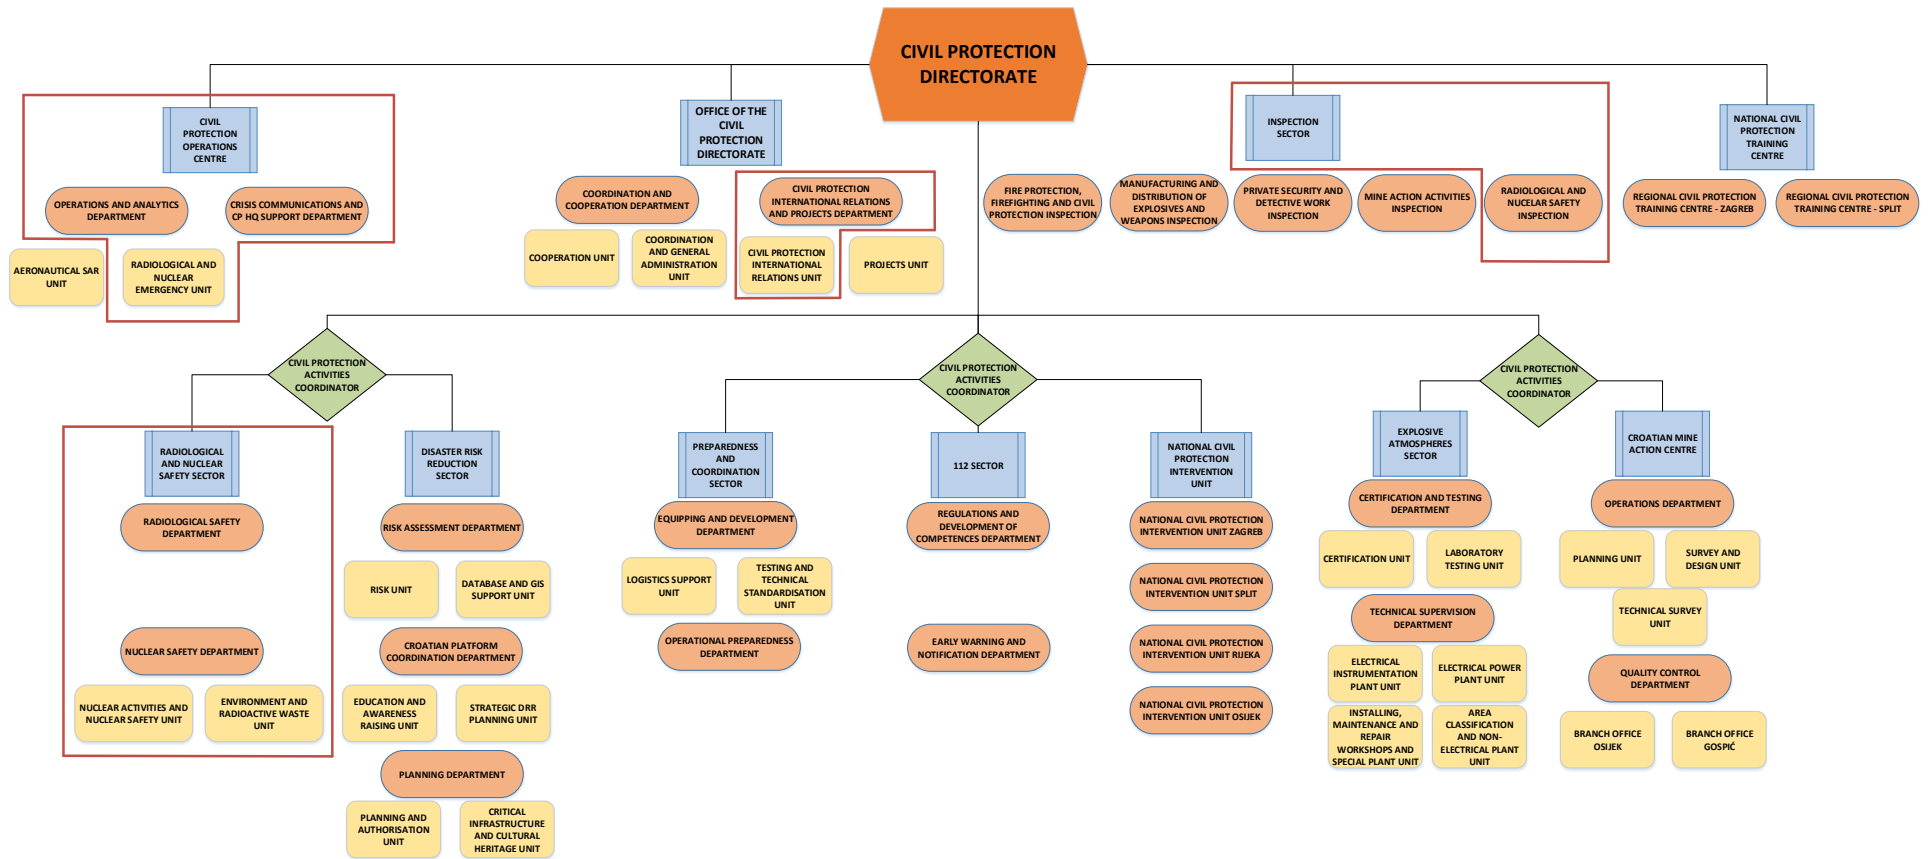 CIVIL PROTECTION
DIRECTORATE
CIVIL
PROTECTION
OPERATIONS
CENTRE
OPERATIONS AND ANALYTICS
DEPARTMENT
CRISIS COMMUNICATIONS AND
CP HQ SUPPORT DEPARTMENT
AERONAUTICAL SAR
UNIT
RADIOLOGICAL AND
NUCLEAR
EMERGENCY UNIT
OFFICE OF THE
CIVIL
PROTECTION
DIRECTORATE
COORDINATION AND
COOPERATION DEPARTMENT
CIVIL PROTECTION
INTERNATIONAL RELATIONS
AND PROJECTS DEPARTMENT
COOPERATION UNIT
COORDINATION
AND GENERAL
ADMINISTRATION
UNIT
CIVIL PROTECTION
INTERNATIONAL
RELATIONS UNIT
PROJECTS UNIT
INSPECTION
SECTOR
FIRE PROTECTION,
FIREFIGHTING AND CIVIL
PROTECTION INSPECTION
MANUFACTURING AND
DISTRIBUTION OF
EXPLOSIVES AND
WEAPONS INSPECTION
PRIVATE SECURITY AND
DETECTIVE WORK
INSPECTION
MINE ACTION ACTIVITIES
INSPECTION
RADIOLOGICAL AND
NUCELAR SAFETY
INSPECTION
NATIONAL CIVIL
PROTECTION
TRAINING
CENTRE
REGIONAL CIVIL PROTECTION
TRAINING CENTRE - ZAGREB
REGIONAL CIVIL PROTECTION
TRAINING CENTRE - SPLIT
CIVIL PROTECTION
ACTIVITIES
COORDINATOR
RADIOLOGICAL
AND NUCLEAR
SAFETY SECTOR
RADIOLOGICAL SAFETY
DEPARTMENT
NUCLEAR SAFETY DEPARTMENT
NUCLEAR ACTIVITIES AND
NUCLEAR SAFETY UNIT
ENVIRONMENT AND
RADIOACTIVE WASTE
UNIT
DISASTER RISK
REDUCTION
SECTOR
RISK ASSESSMENT DEPARTMENT
RISK UNIT
DATABASE AND GIS
SUPPORT UNIT
CROATIAN PLATFORM
COORDINATION DEPARTMENT
EDUCATION AND
AWARENESS
RAISING UNIT
STRATEGIC DRR
PLANNING UNIT
PLANNING DEPARTMENT
PLANNING AND
AUTHORISATION
UNIT
CRITICAL
INFRASTRUCTURE
AND CULTURAL
HERITAGE UNIT
CIVIL PROTECTION
ACTIVITIES
COORDINATOR
PREPAREDNESS
AND
COORDINATION
SECTOR
EQUIPPING AND DEVELOPMENT
DEPARTMENT
LOGISTICS SUPPORT
UNIT
TESTING AND
TECHNICAL
STANDARDISATION
UNIT
OPERATIONAL PREPAREDNESS
DEPARTMENT
112 SECTOR
REGULATIONS AND
DEVELOPMENT OF
COMPETENCES DEPARTMENT
EARLY WARNING AND
NOTIFICATION DEPARTMENT
NATIONAL CIVIL
PROTECTION
INTERVENTION
UNIT
NATIONAL CIVIL PROTECTION
INTERVENTION UNIT ZAGREB
NATIONAL CIVIL PROTECTION
INTERVENTION UNIT SPLIT
NATIONAL CIVIL PROTECTION
INTERVENTION UNIT RIJEKA
NATIONAL CIVIL PROTECTION
INTERVENTION UNIT OSIJEK
CIVIL PROTECTION
ACTIVITIES
COORDINATOR
EXPLOSIVE
ATMOSPHERES
SECTOR
CERTIFICATION AND TESTING
DEPARTMENT
CERTIFICATION UNIT
LABORATORY
TESTING UNIT
TECHNICAL SUPERVISION
DEPARTMENT
ELECTRICAL
INSTRUMENTATION
PLANT UNIT
ELECTRICAL POWER
PLANT UNIT
INSTALLING,
MAINTENANCE AND
REPAIR
WORKSHOPS AND
SPECIAL PLANT UNIT
AREA
CLASSIFICATION
AND NON-
ELECTRICAL PLANT
UNIT
CROATIAN MINE
ACTION CENTRE
OPERATIONS DEPARTMENT
PLANNING UNIT
SURVEY AND
DESIGN UNIT
TECHNICAL SURVEY
UNIT
QUALITY CONTROL
DEPARTMENT
BRANCH OFFICE
OSIJEK
BRANCH OFFICE
GOSPIĆ